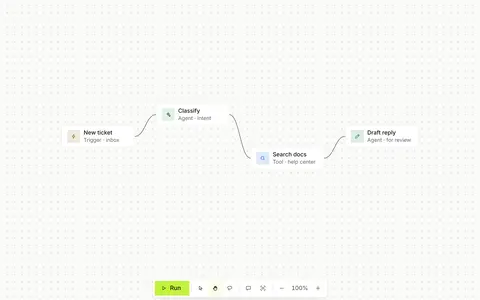 New ticket
Trigger · inbox
Classify
Agent · intent
Search docs
Tool · help center
Draft reply
Agent · for review
Run
100%